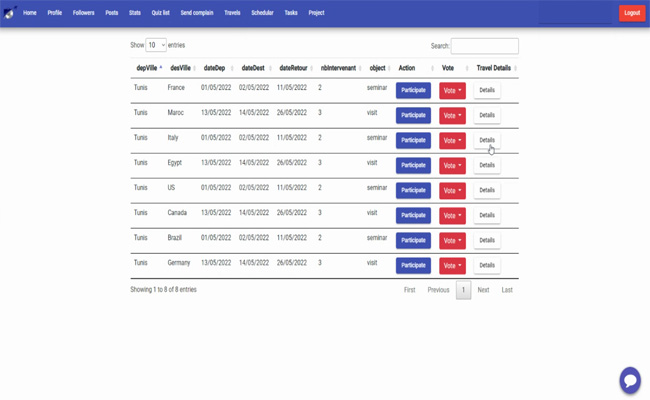 Home Profile Followers Posts Stats Quiz list Send complain Travels Scheduler Tasks Project Logout
Show 10 entries Search:
depVille desVille dateDep dateDest dateRetour nbIntervenant object Action Vote Travel Details
Tunis France 01/05/2022 02/05/2022 11/05/2022 2 seminar Participate Vote Details
Tunis Maroc 13/05/2022 14/05/2022 26/05/2022 3 visit Participate Vote Details
Tunis Italy 01/05/2022 02/05/2022 11/05/2022 2 seminar Participate Vote Details
Tunis Egypt 13/05/2022 14/05/2022 26/05/2022 3 visit Participate Vote Details
Tunis US 01/05/2022 02/05/2022 11/05/2022 2 seminar Participate Vote Details
Tunis Canada 13/05/2022 14/05/2022 26/05/2022 3 visit Participate Vote Details
Tunis Brazil 01/05/2022 02/05/2022 11/05/2022 2 seminar Participate Vote Details
Tunis Germany 13/05/2022 14/05/2022 26/05/2022 3 visit Participate Vote Details
Showing 1 to 8 of 8 entries First Previous 1 Next Last